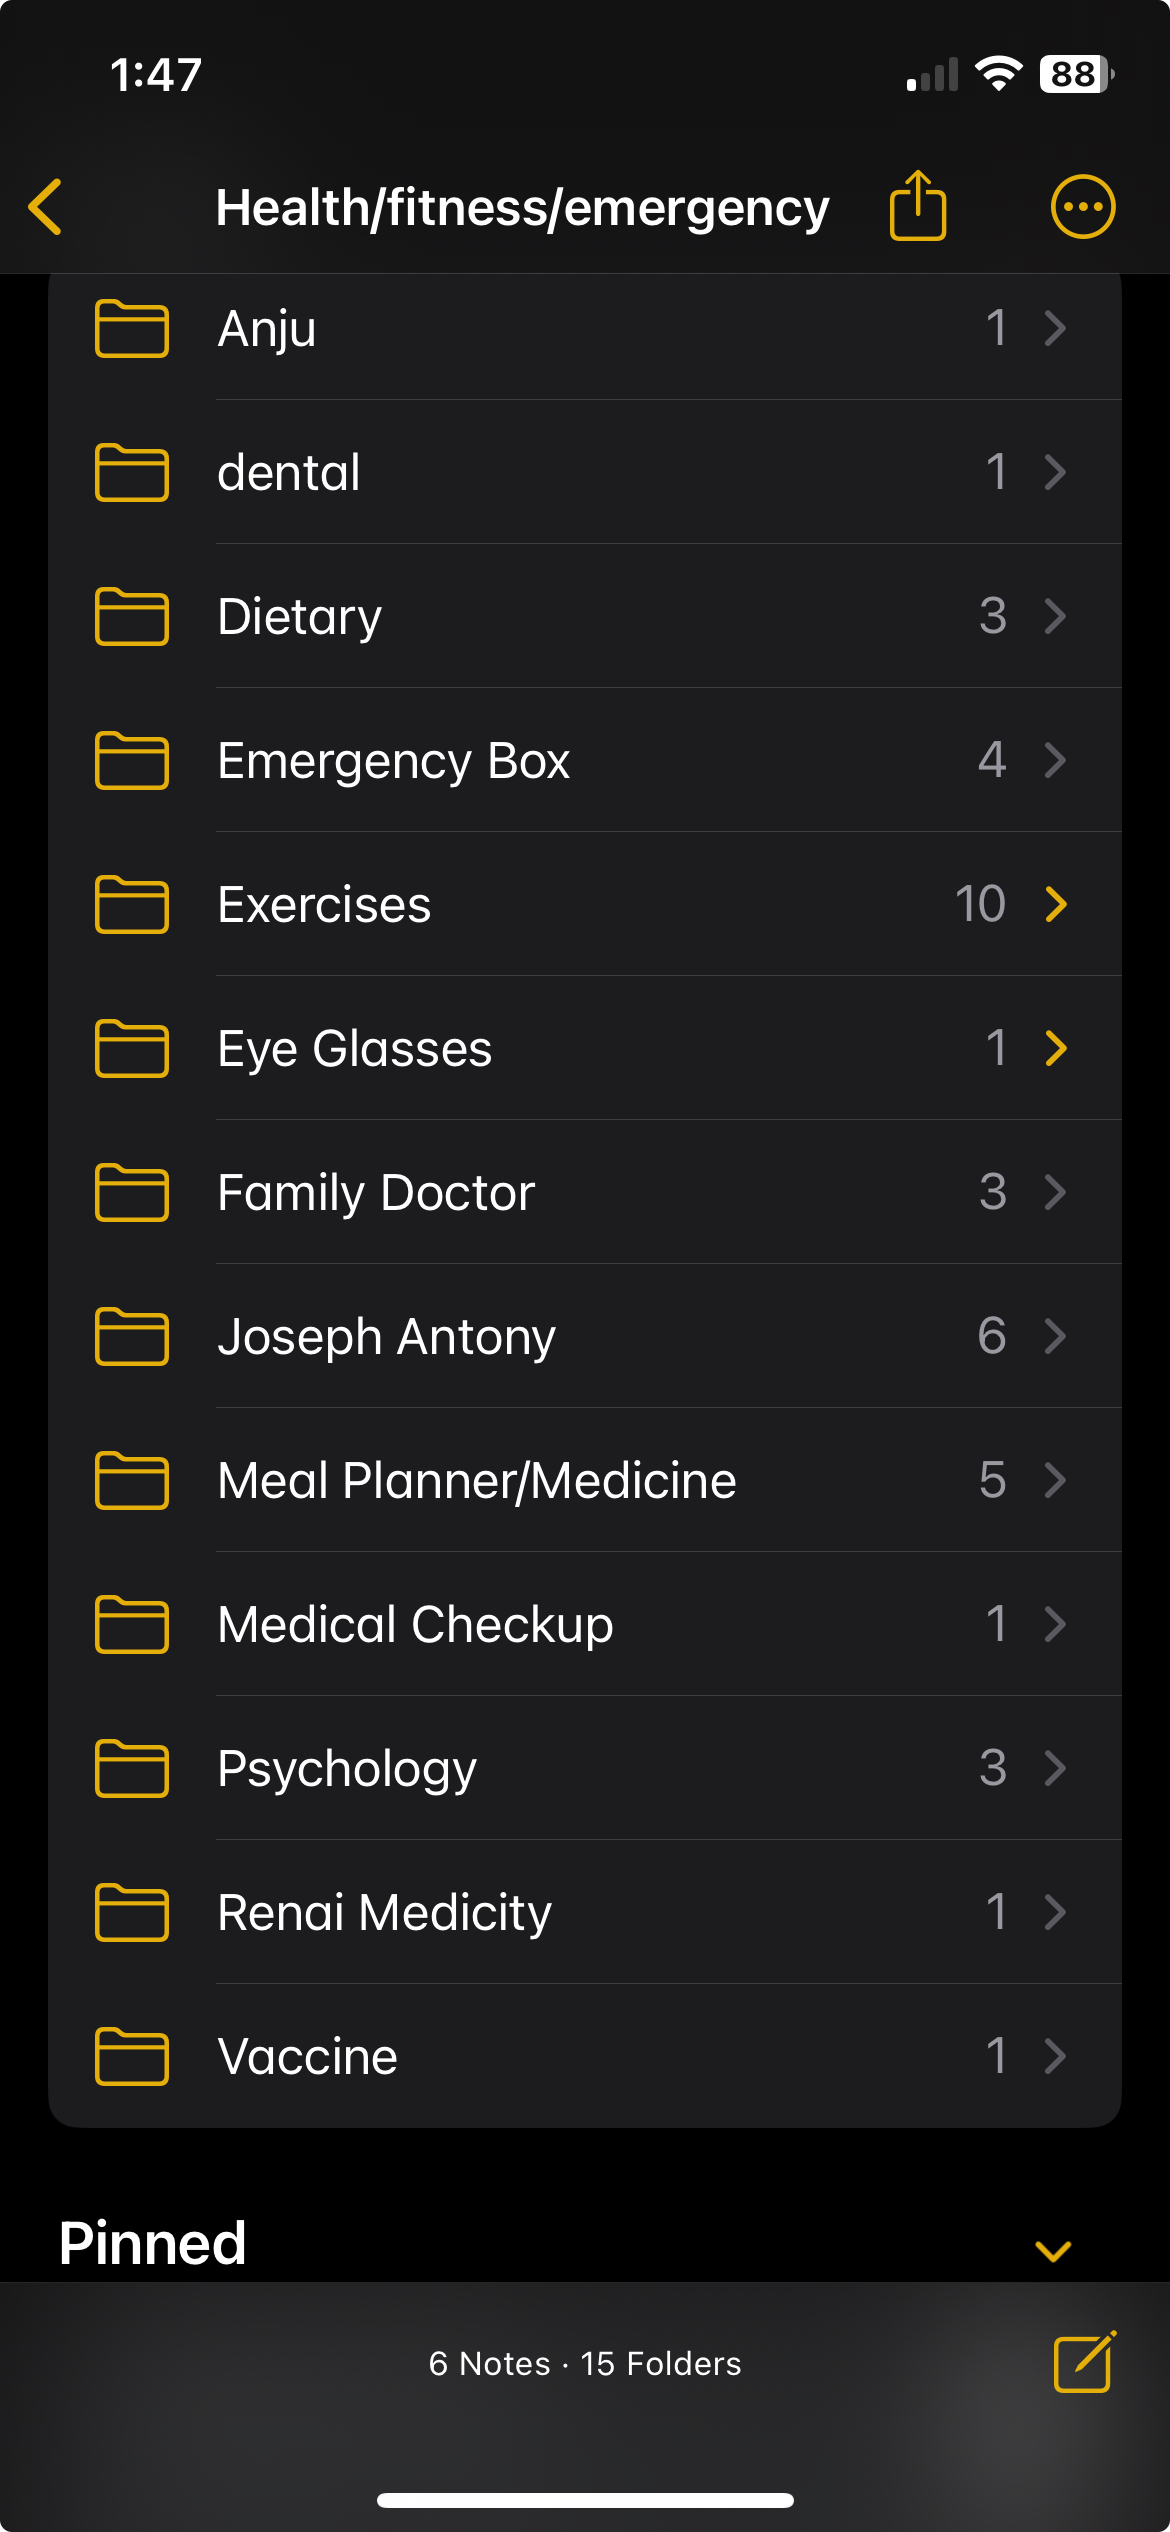 1:47
88
Health/fitness/emergency
Anju 1
dental 1
Dietary 3
Emergency Box 4
Exercises 10
Eye Glasses 1
Family Doctor 3
Joseph Antony 6
Meal Planner/Medicine 5
Medical Checkup 1
Psychology 3
Renai Medicity 1
Vaccine 1
Pinned
6 Notes · 15 Folders